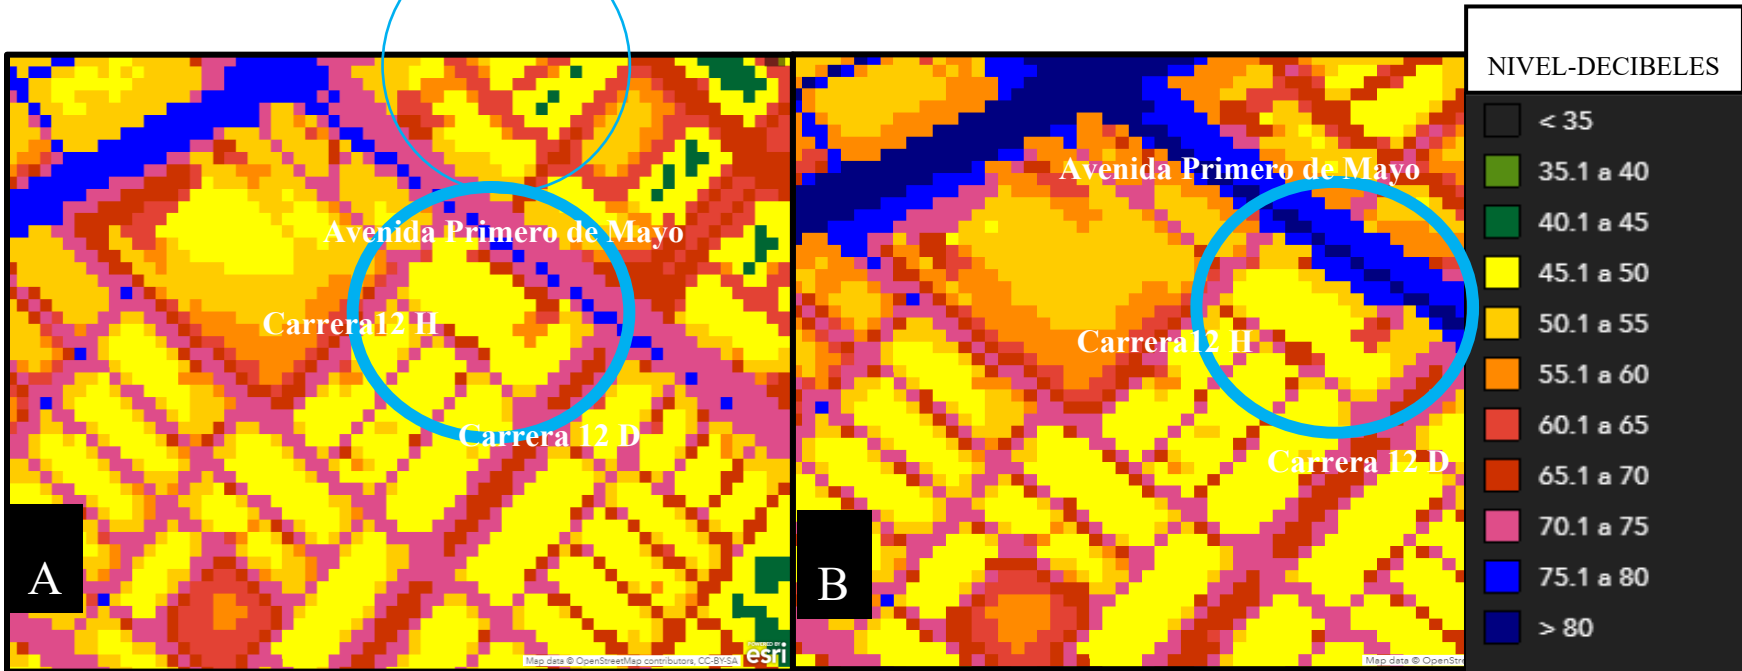 Avenida Primero de Mayo
Carrera12 H
Carrera 12 D
A
Map data © OpenStreetMap contributors, CC-BY-SA
POWERED BY
esri
Avenida Primero de Mayo
Carrera12 H
Carrera 12 D
B
Map data © OpenStre
NIVEL-DECIBELES
< 35
35.1 a 40
40.1 a 45
45.1 a 50
50.1 a 55
55.1 a 60
60.1 a 65
65.1 a 70
70.1 a 75
75.1 a 80
> 80